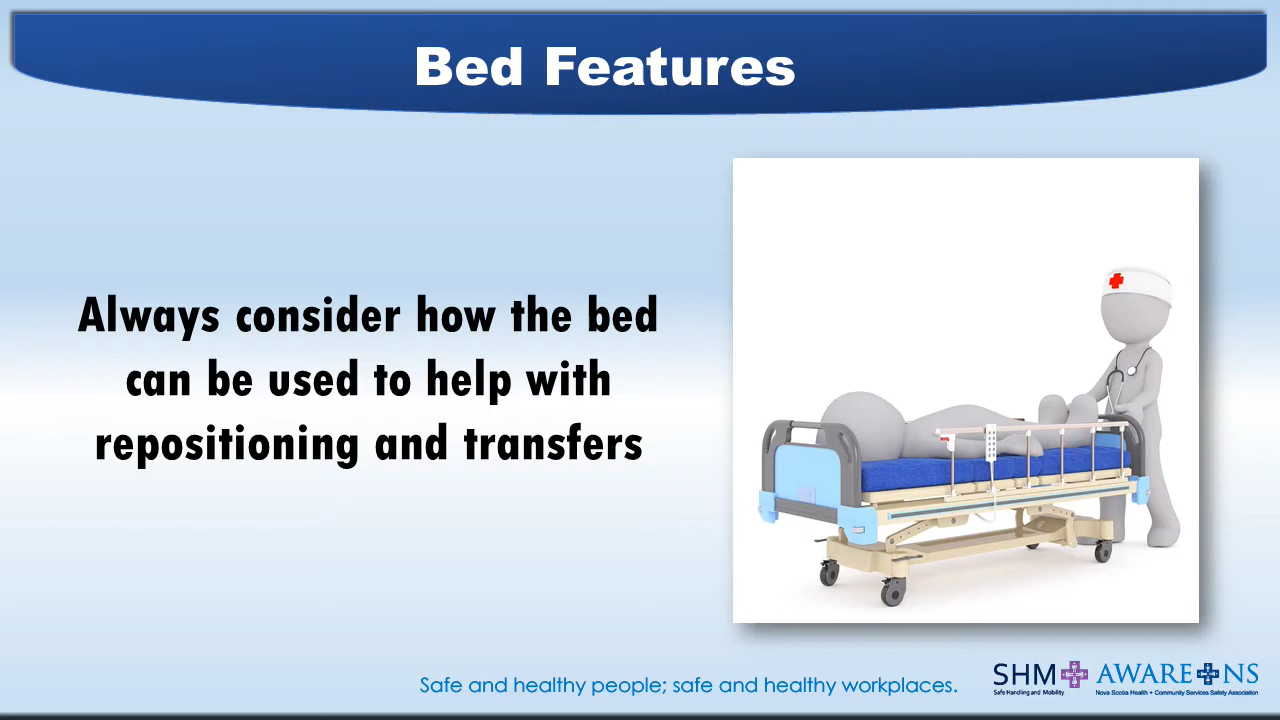 Bed Features
Always consider how the bed
can be used to help with
repositioning and transfers
Safe and healthy people; safe and healthy workplaces.
SHM
Safe Handling and Mobility
AWARE-NS
Nova Scotia Health + Community Services Safety Association